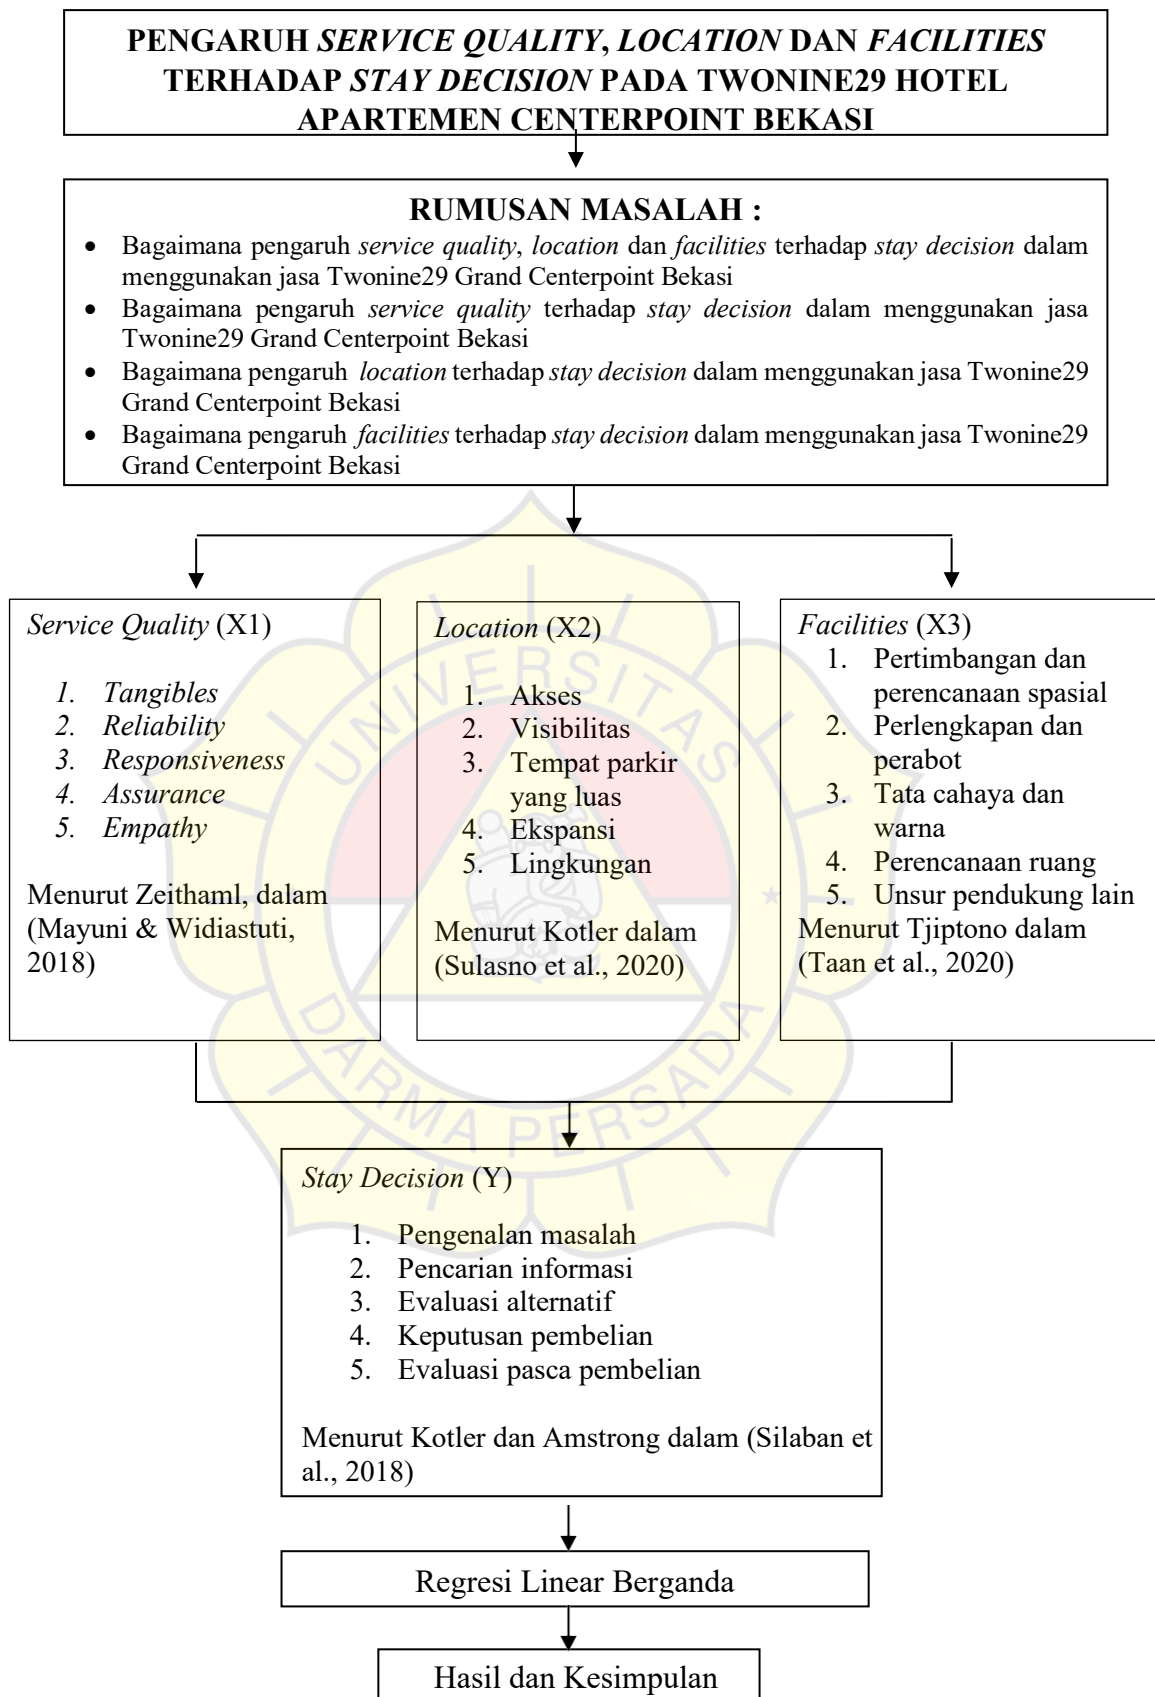 PENGARUH SERVICE QUALITY, LOCATION DAN FACILITIES
TERHADAP STAY DECISION PADA TWONINE29 HOTEL
APARTEMEN CENTERPOINT BEKASI
RUMUSAN MASALAH :
• Bagaimana pengaruh service quality, location dan facilities terhadap stay decision dalam
menggunakan jasa Twonine29 Grand Centerpoint Bekasi
• Bagaimana pengaruh service quality terhadap stay decision dalam menggunakan jasa
Twonine29 Grand Centerpoint Bekasi
• Bagaimana pengaruh location terhadap stay decision dalam menggunakan jasa Twonine29
Grand Centerpoint Bekasi
• Bagaimana pengaruh facilities terhadap stay decision dalam menggunakan jasa Twonine29
Grand Centerpoint Bekasi
Service Quality (X1)
1. Tangibles
2. Reliability
3. Responsiveness
4. Assurance
5. Empathy
Menurut Zeithaml, dalam
(Mayuni & Widiastuti,
2018)
Location (X2)
1. Akses
2. Visibilitas
3. Tempat parkir
yang luas
4. Ekspansi
5. Lingkungan
Menurut Kotler dalam
(Sulasno et al., 2020)
Facilities (X3)
1. Pertimbangan dan
perencanaan spasial
2. Perlengkapan dan
perabot
3. Tata cahaya dan
warna
4. Perencanaan ruang
5. Unsur pendukung lain
Menurut Tjiptono dalam
(Taan et al., 2020)
UNIVERSITAS
DARMA PERSADA
Stay Decision (Y)
1. Pengenalan masalah
2. Pencarian informasi
3. Evaluasi alternatif
4. Keputusan pembelian
5. Evaluasi pasca pembelian
Menurut Kotler dan Amstrong dalam (Silaban et
al., 2018)
Regresi Linear Berganda
Hasil dan Kesimpulan